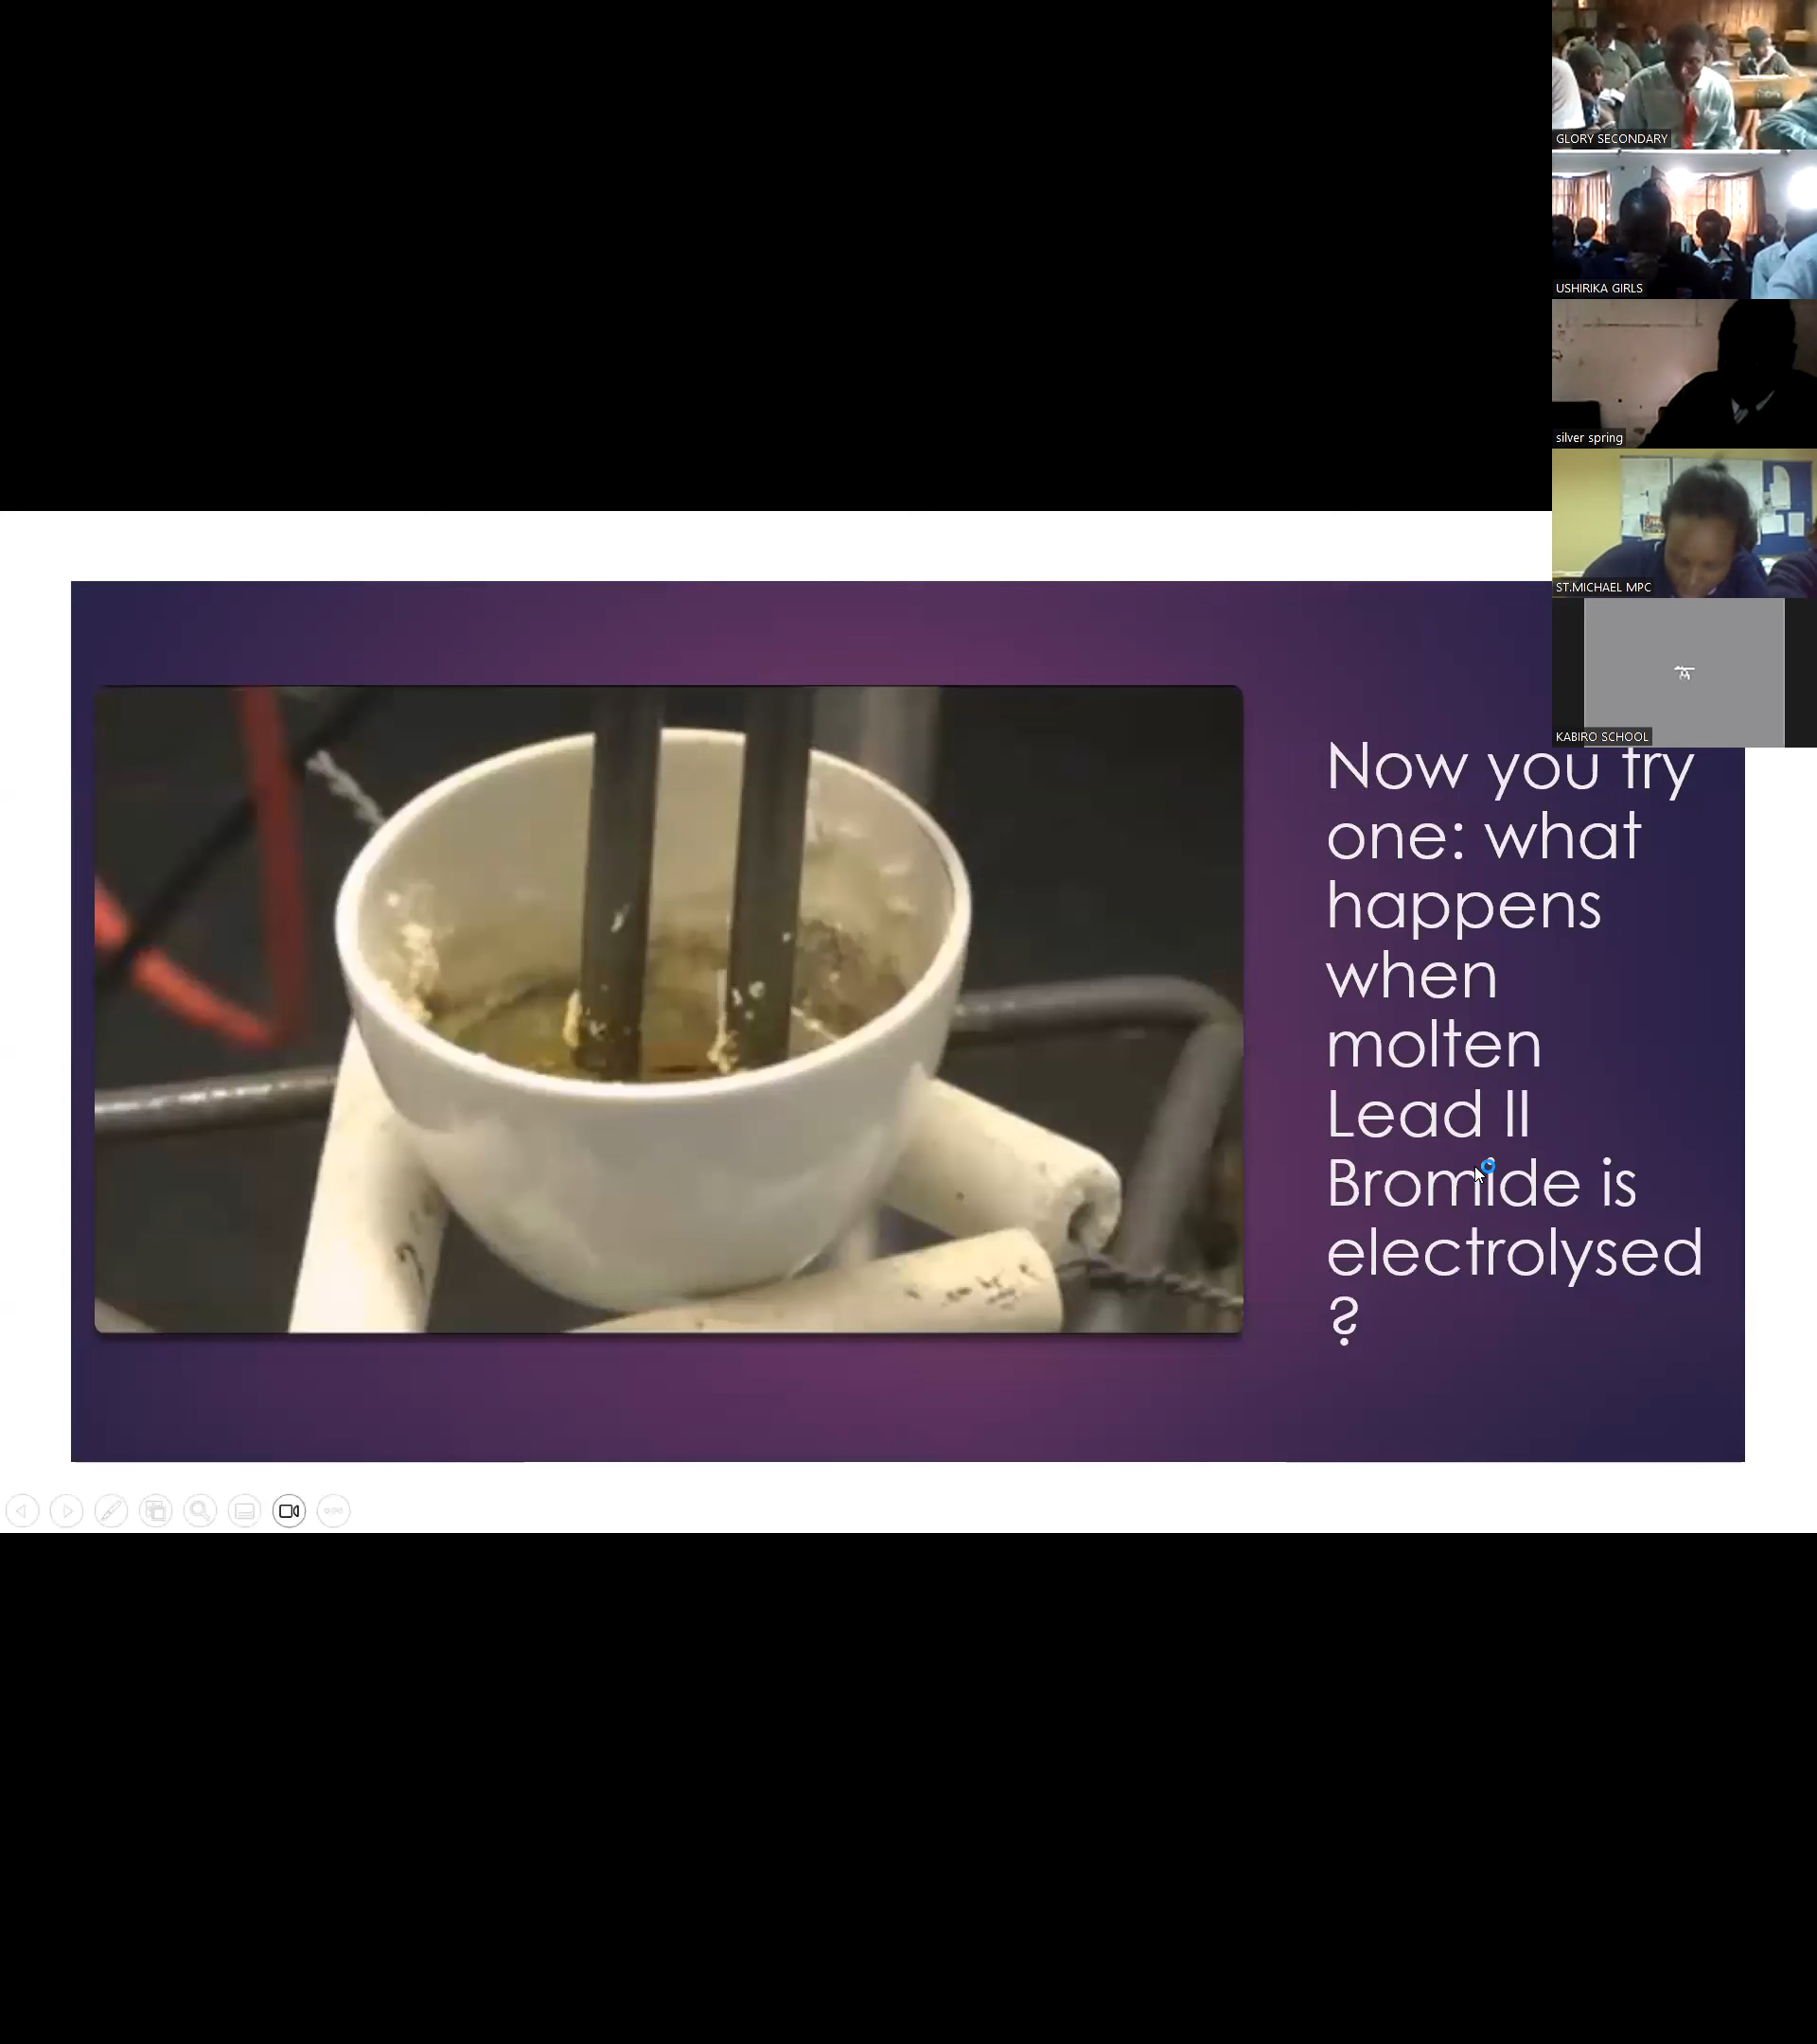 GLORY SECONDARY
USHIRIKA GIRLS
silver spring
ST.MICHAEL MPC
KABIRO SCHOOL
Now you try
one: what
happens
when
molten
Lead II
Bromide is
electrolysed
?